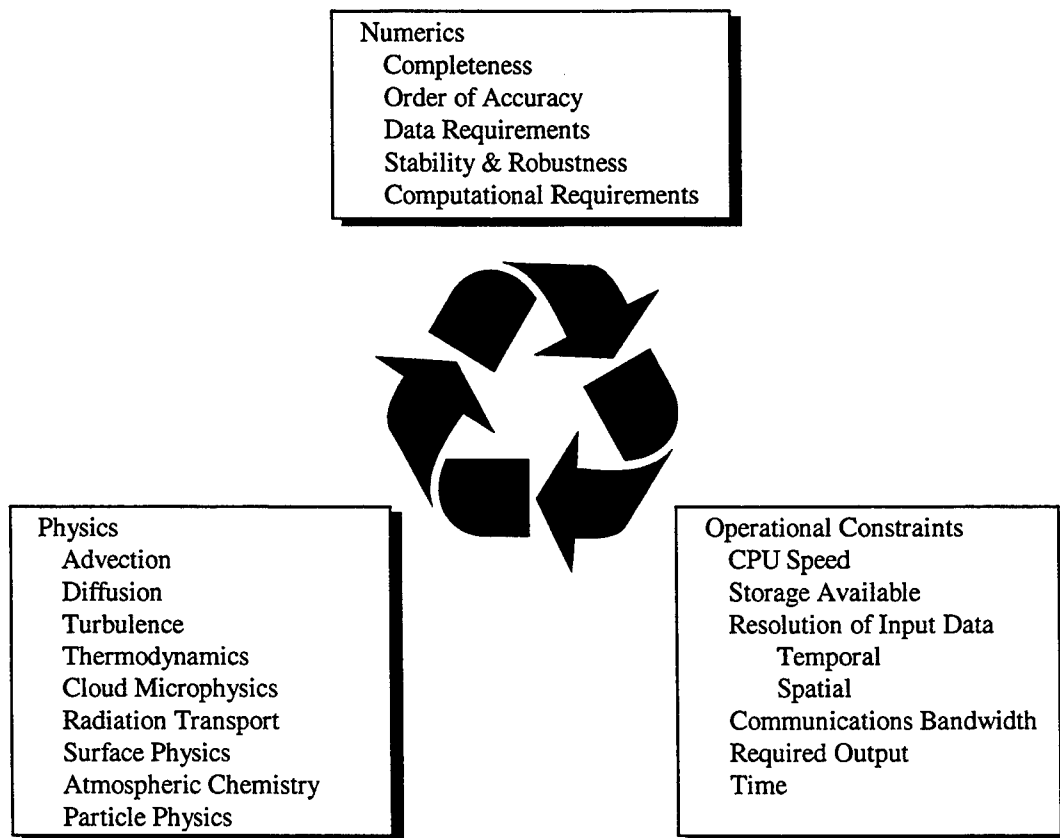 Numerics
Completeness
Order of Accuracy
Data Requirements
Stability & Robustness
Computational Requirements
Physics
Advection
Diffusion
Turbulence
Thermodynamics
Cloud Microphysics
Radiation Transport
Surface Physics
Atmospheric Chemistry
Particle Physics
Operational Constraints
CPU Speed
Storage Available
Resolution of Input Data
Temporal
Spatial
Communications Bandwidth
Required Output
Time